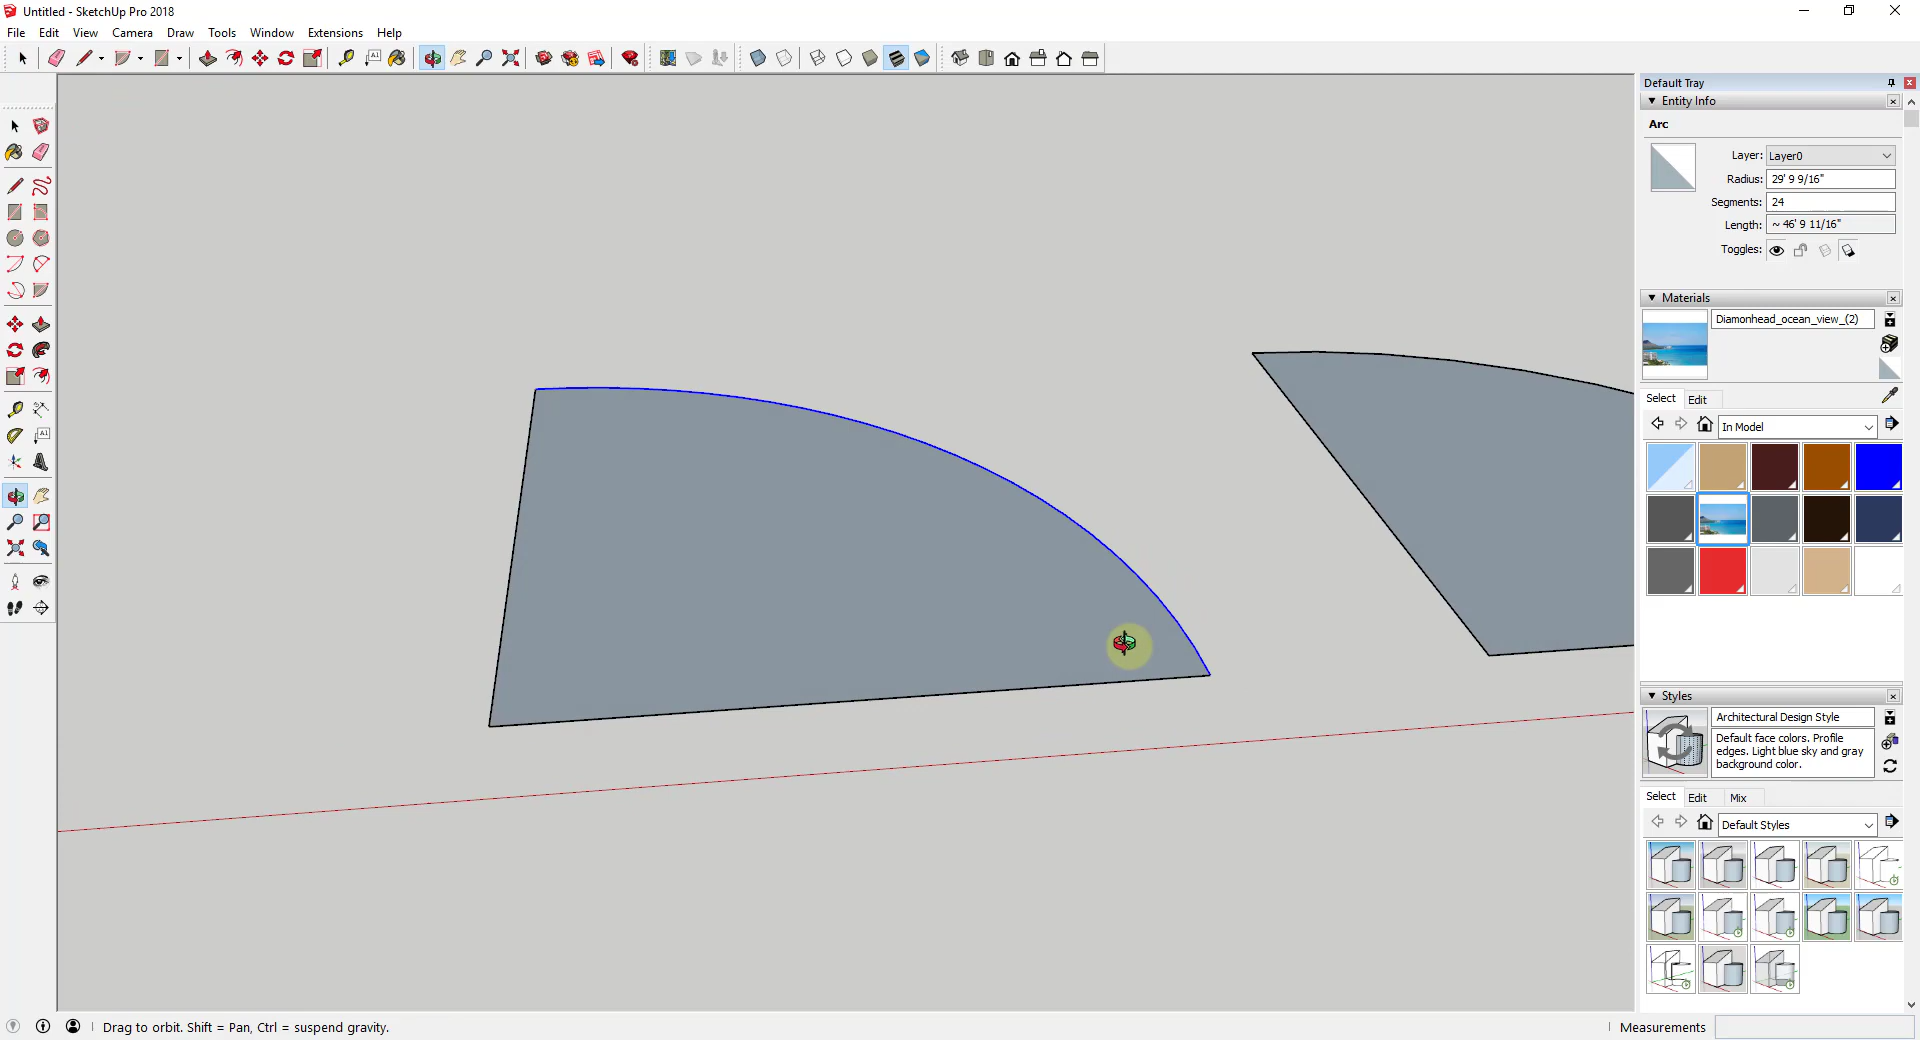 Untitled - SketchUp Pro 2018
File Edit View Camera Draw Tools Window Extensions Help
Default Tray
Entity Info
Arc
Layer: Layer0
Radius: 29' 9 9/16"
Segments: 24
Length: ~ 46' 9 11/16"
Toggles:
Materials
Diamonhead_ocean_view_(2)
Select Edit
In Model
Styles
Architectural Design Style
Default face colors. Profile
edges. Light blue sky and gray
background color.
Select Edit Mix
Default Styles
Drag to orbit. Shift = Pan, Ctrl = suspend gravity.
Measurements